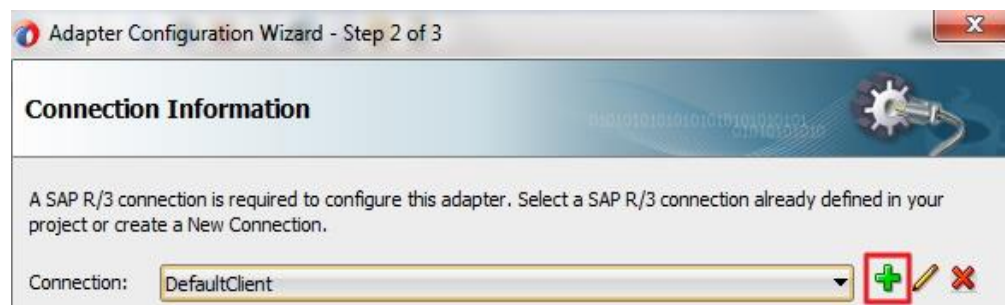 Adapter Configuration Wizard - Step 2 of 3
Connection Information
A SAP R/3 connection is required to configure this adapter. Select a SAP R/3 connection already defined in your
project or create a New Connection.
Connection: DefaultClient